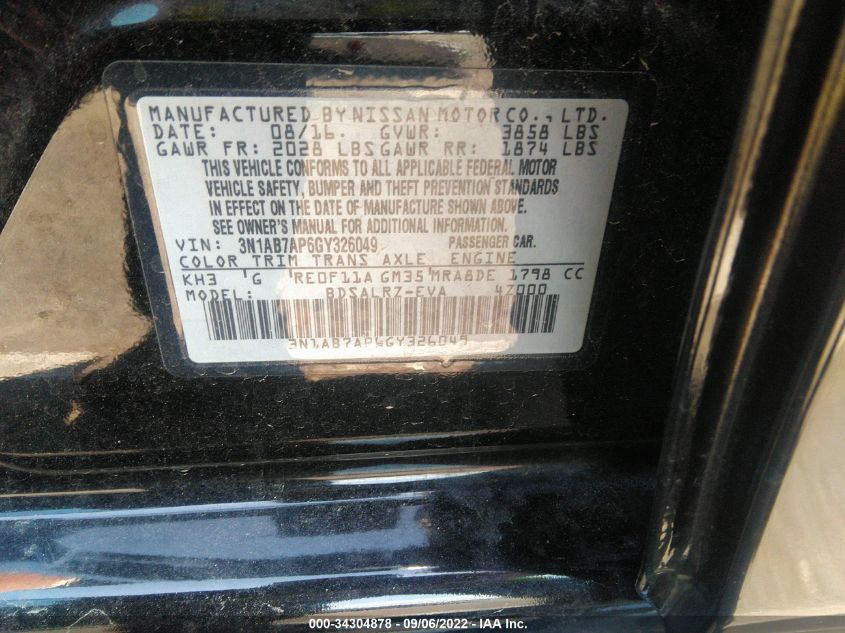 MANUFACTURED BY NISSAN MOTOR CO., LTD.
DATE: 08/16. GVWR: 3858 LBS
GAWR FR: 2028 LBS GAWR RR: 1874 LBS
THIS VEHICLE CONFORMS TO ALL APPLICABLE FEDERAL MOTOR
VEHICLE SAFETY, BUMPER AND THEFT PREVENTION STANDARDS
IN EFFECT ON THE DATE OF MANUFACTURE SHOWN ABOVE.
SEE OWNER'S MANUAL FOR ADDITIONAL INFORMATION.
VIN: 3N1AB7AP6GY326049 PASSENGER CAR.
COLOR TRIM TRANS AXLE ENGINE
KH3 'G 'RE0F11A GM35'MRA8DE 1798 CC
MODEL: BDSALRZ-EVA 47000
3N1AB7AP6GY326049
000-34304878 - 09/06/2022 - IAA Inc.